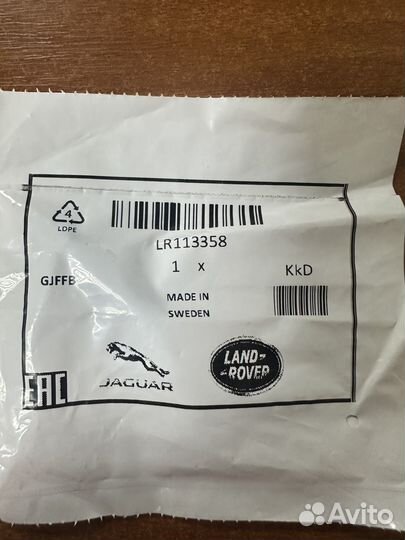 4
LDPE
LR113358
1 x
KkD
GJFFB
MADE IN
SWEDEN
JAGUAR
LAND-
ROVER
EAC
Avito